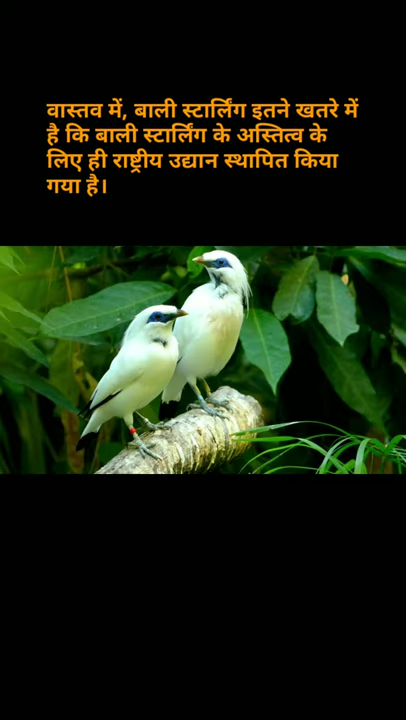 वास्तव में, बाली स्टार्लिंग इतने खतरे में
है कि बाली स्टार्लिंग के अस्तित्व के
लिए ही राष्ट्रीय उद्यान स्थापित किया
गया है।